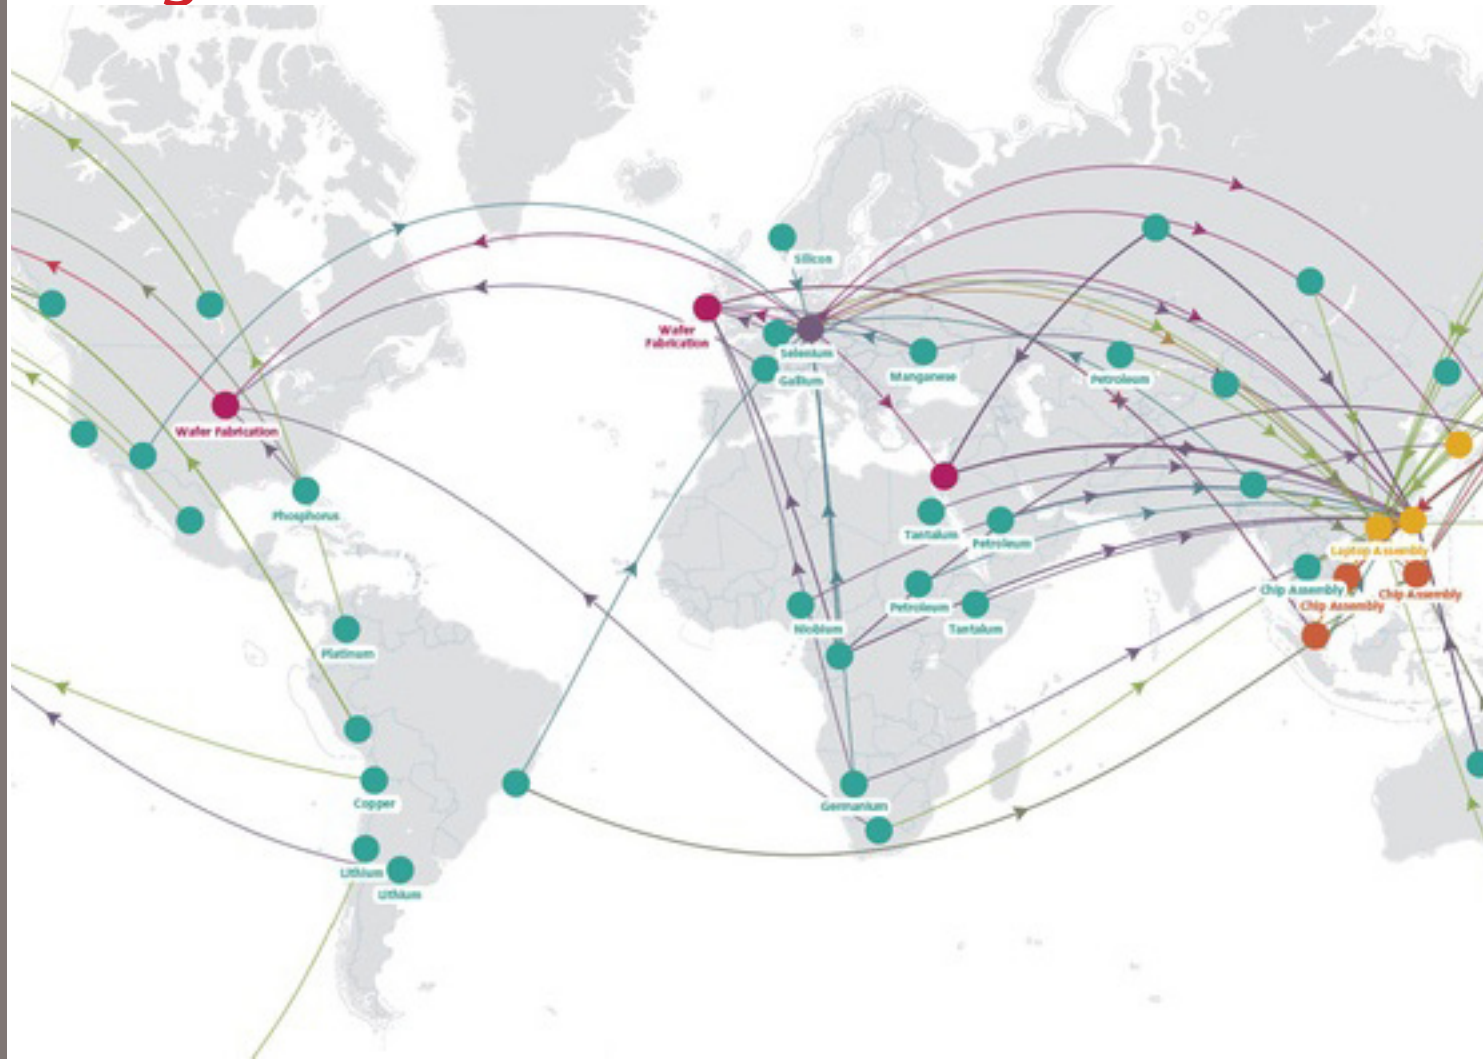 Silicon
Wafer
Fabrication
Selenium
Gallium
Manganese
Petroleum
Wafer Fabrication
Phosphorus
Tantalum
Petroleum
Laptop Assembly
Chip Assembly
Chip Assembly
Chip Assembly
Petroleum
Tantalum
Niobium
Platinum
Copper
Germanium
Lithium
Lithium